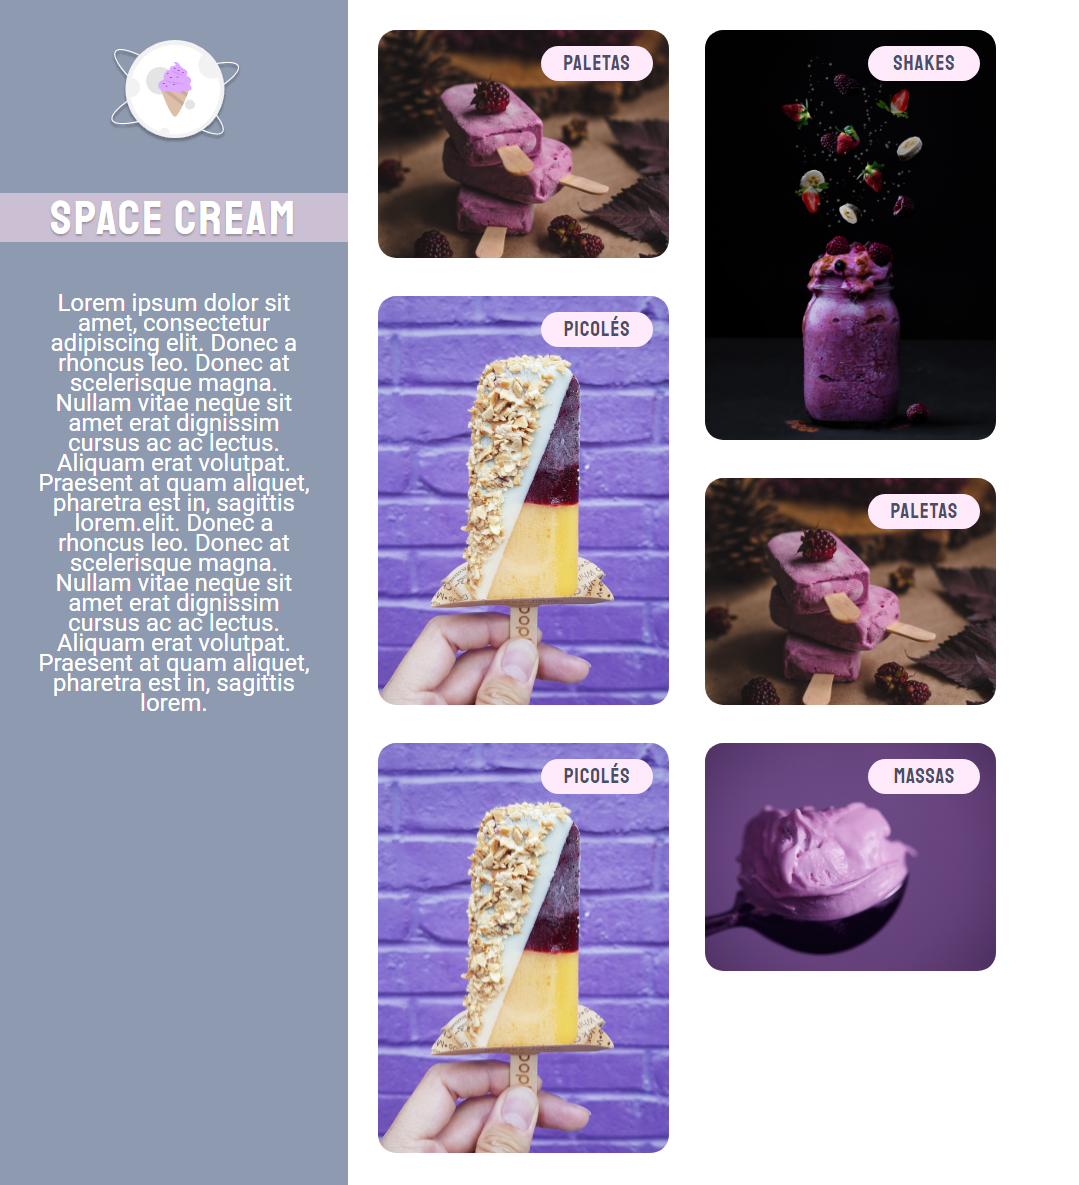 SPACE CREAM
Lorem ipsum dolor sit
amet, consectetur
adipiscing elit. Donec a
rhoncus leo. Donec at
scelerisque magna.
Nullam vitae neque sit
amet erat dignissim
cursus ac ac lectus.
Aliquam erat volutpat.
Praesent at quam aliquet,
pharetra est in, sagittis
lorem.elit. Donec a
rhoncus leo. Donec at
scelerisque magna.
Nullam vitae neque sit
amet erat dignissim
cursus ac ac lectus.
Aliquam erat volutpat.
Praesent at quam aliquet,
pharetra est in, sagittis
lorem.
PALETAS
PICOLÉS
PICOLÉS
SHAKES
PALETAS
MASSAS